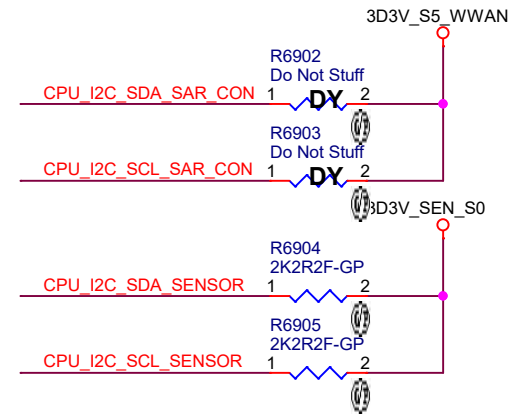 3D3V_S5_WWAN
R6902
Do Not Stuff
CPU_I2C_SDA_SAR_CON 1 DY 2
R6903
Do Not Stuff
CPU_I2C_SCL_SAR_CON 1 DY 2
3D3V_SEN_S0
R6904
2K2R2F-GP
CPU_I2C_SDA_SENSOR 1 2
R6905
2K2R2F-GP
CPU_I2C_SCL_SENSOR 1 2